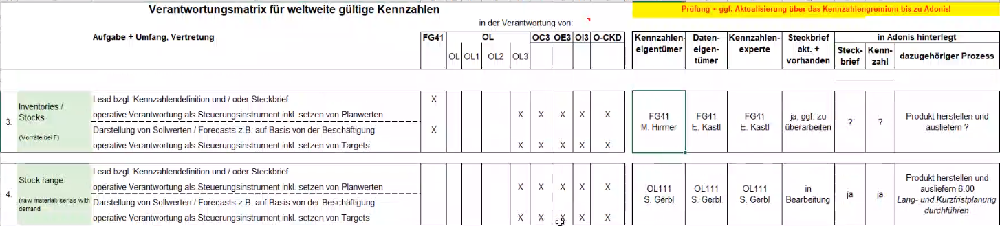 Verantwortungsmatrix für weltweite gültige Kennzahlen
Prüfung + ggf. Aktualisierung über das Kennzahlengremium bis zu Adonis!
in der Verantwortung von:
Aufgabe + Umfang, Vertretung
FG41 OL OC3 OE3 OI3 O-CKD
OL OL1 OL2 OL3
Kennzahlen-
eigentümer
Daten-
eigen-
tümer
Kennzahlen-
experte
Steckbrief
akt. +
vorhanden
in Adonis hinterlegt
Steck-
brief
Kenn-
zahl
dazugehöriger Prozess
3.
Inventories /
Stocks
(Vorräte bei F)
Lead bzgl. Kennzahlendefinition und / oder Steckbrief X
operative Verantwortung als Steuerungsinstrument inkl. setzen von Planwerten X X X X X
Darstellung von Sollwerten / Forecasts z.B. auf Basis von der Beschäftigung X
operative Verantwortung als Steuerungsinstrument inkl. setzen von Targets X X X X X
FG41
M. Hirmer
FG41
E. Kastl
FG41
E. Kastl
ja, ggf. zu
überarbeiten
?
?
Produkt herstellen und
ausliefern ?
4.
Stock range
(raw material) serias with
demand
Lead bzgl. Kennzahlendefinition und / oder Steckbrief
operative Verantwortung als Steuerungsinstrument inkl. setzen von Planwerten X X X X X
Darstellung von Sollwerten / Forecasts z.B. auf Basis von der Beschäftigung
operative Verantwortung als Steuerungsinstrument inkl. setzen von Targets X X X X X
OL111
S. Gerbl
OL111
S. Gerbl
OL111
S. Gerbl
in
Bearbeitung
ja
ja
Produkt herstellen und
ausliefern 6.00
Lang- und Kurzfristplanung
durchführen